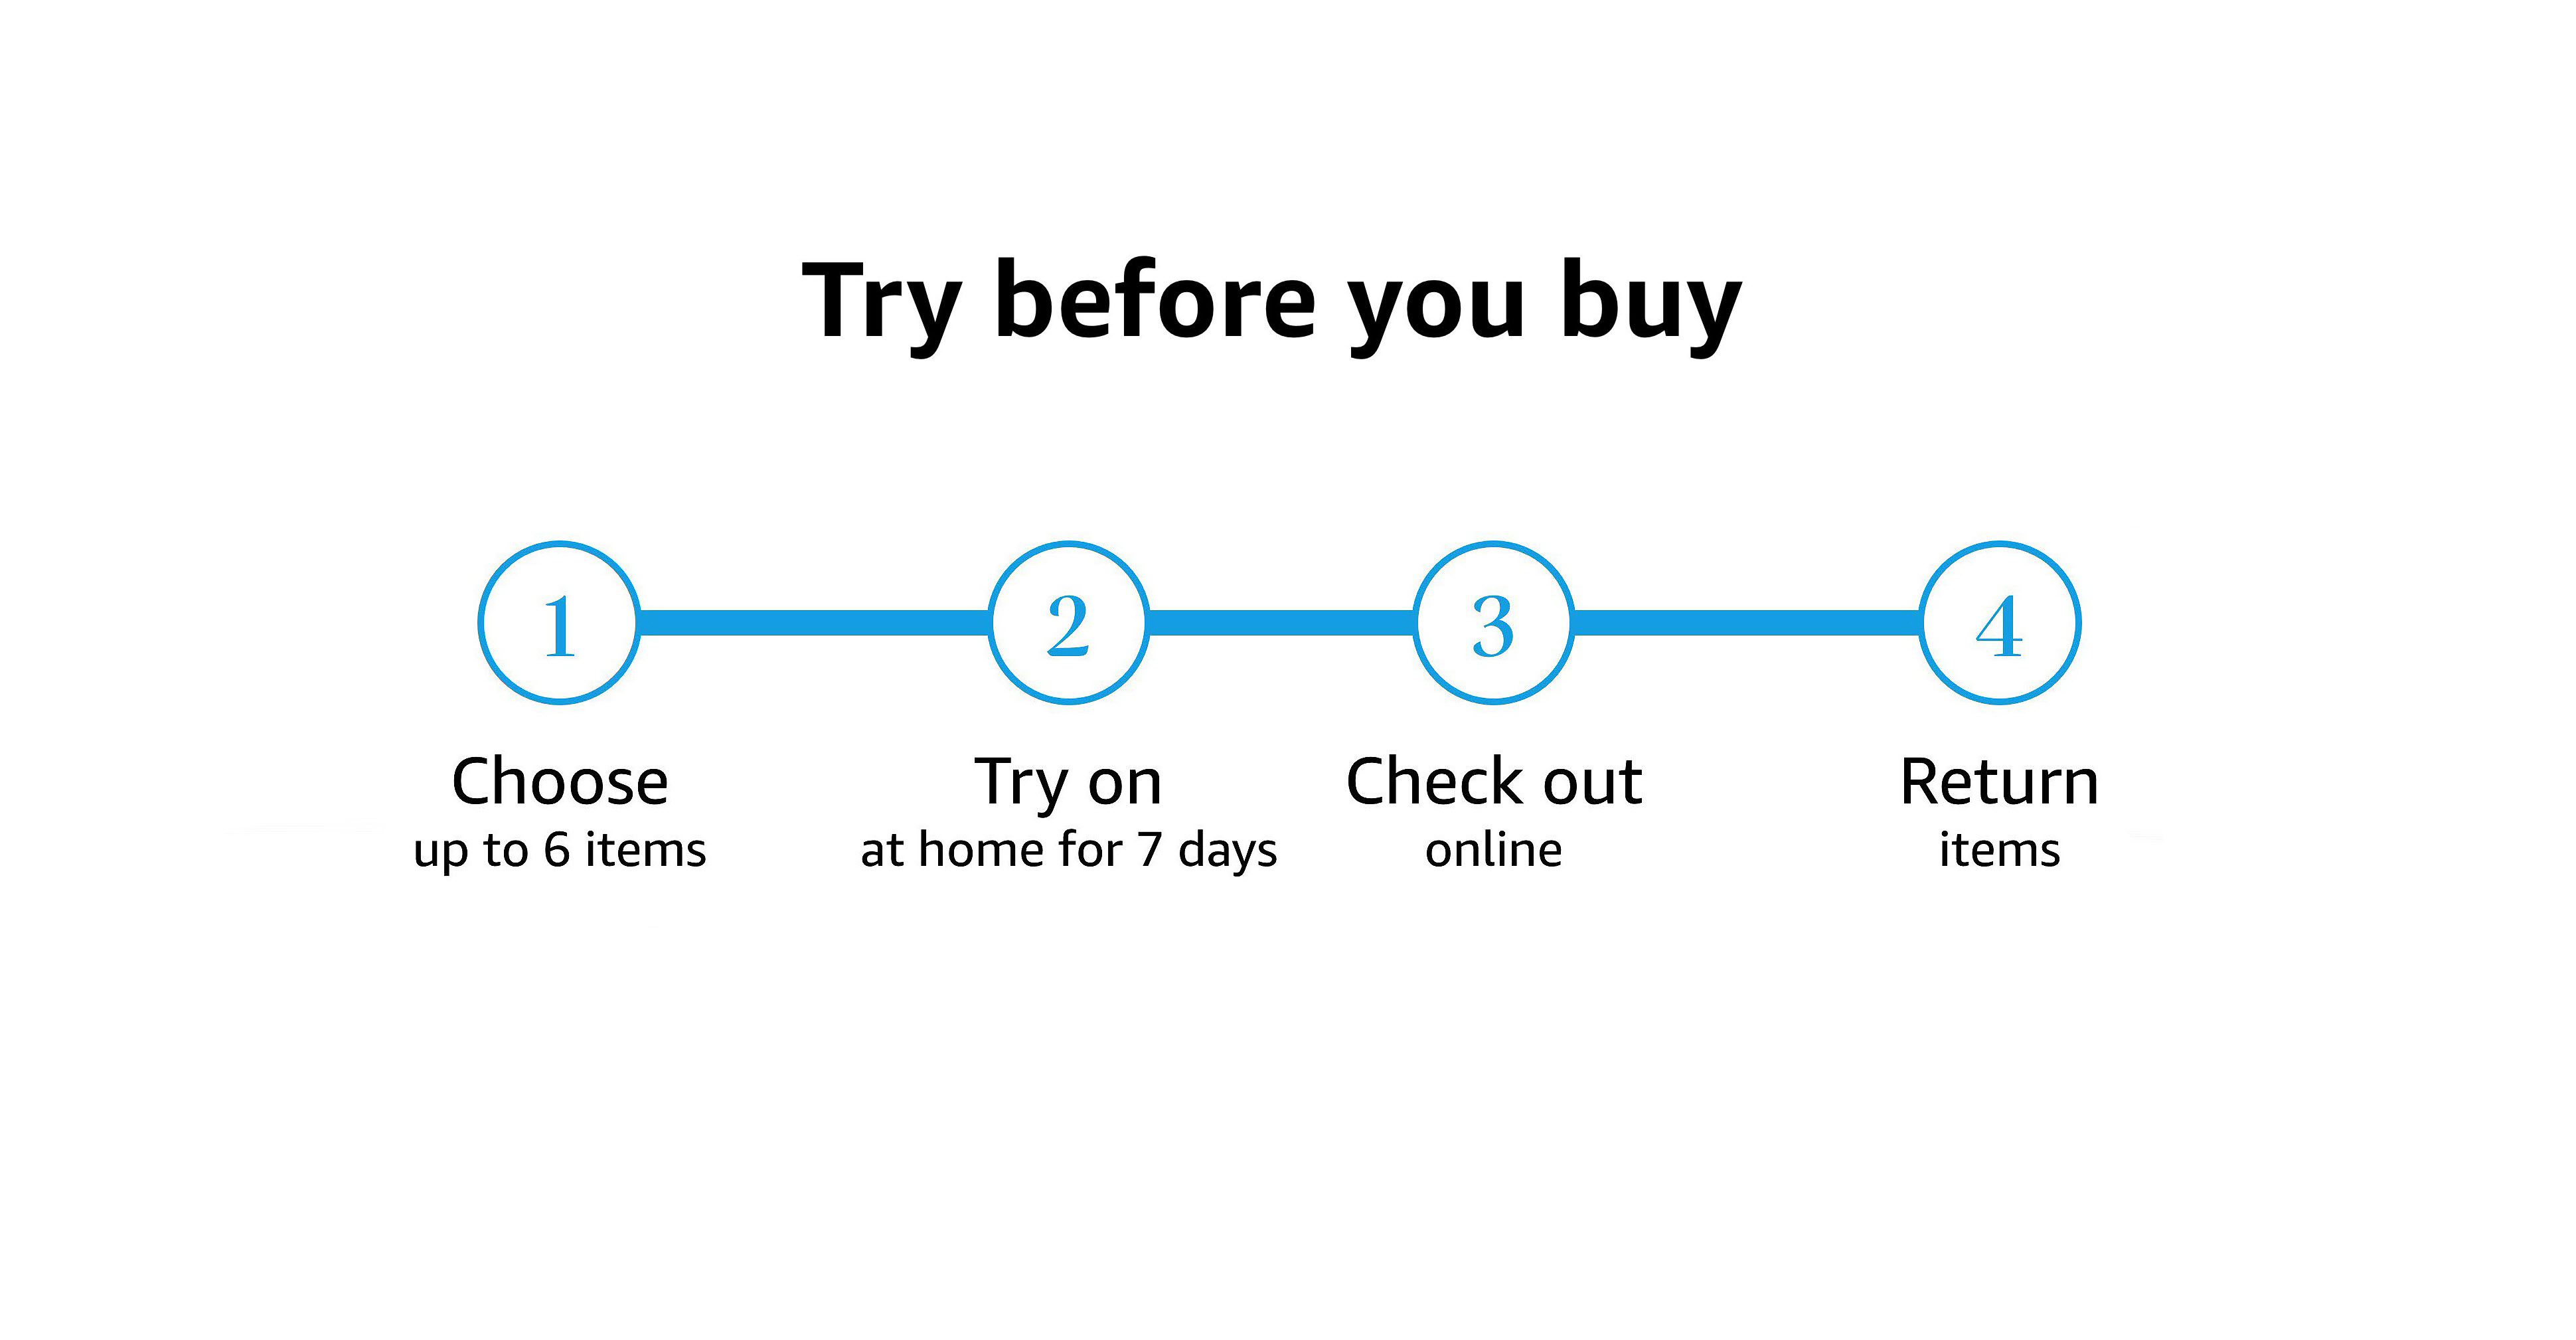 Try before you buy
1
2
3
4
Choose
up to 6 items
Try on
at home for 7 days
Check out
online
Return
items